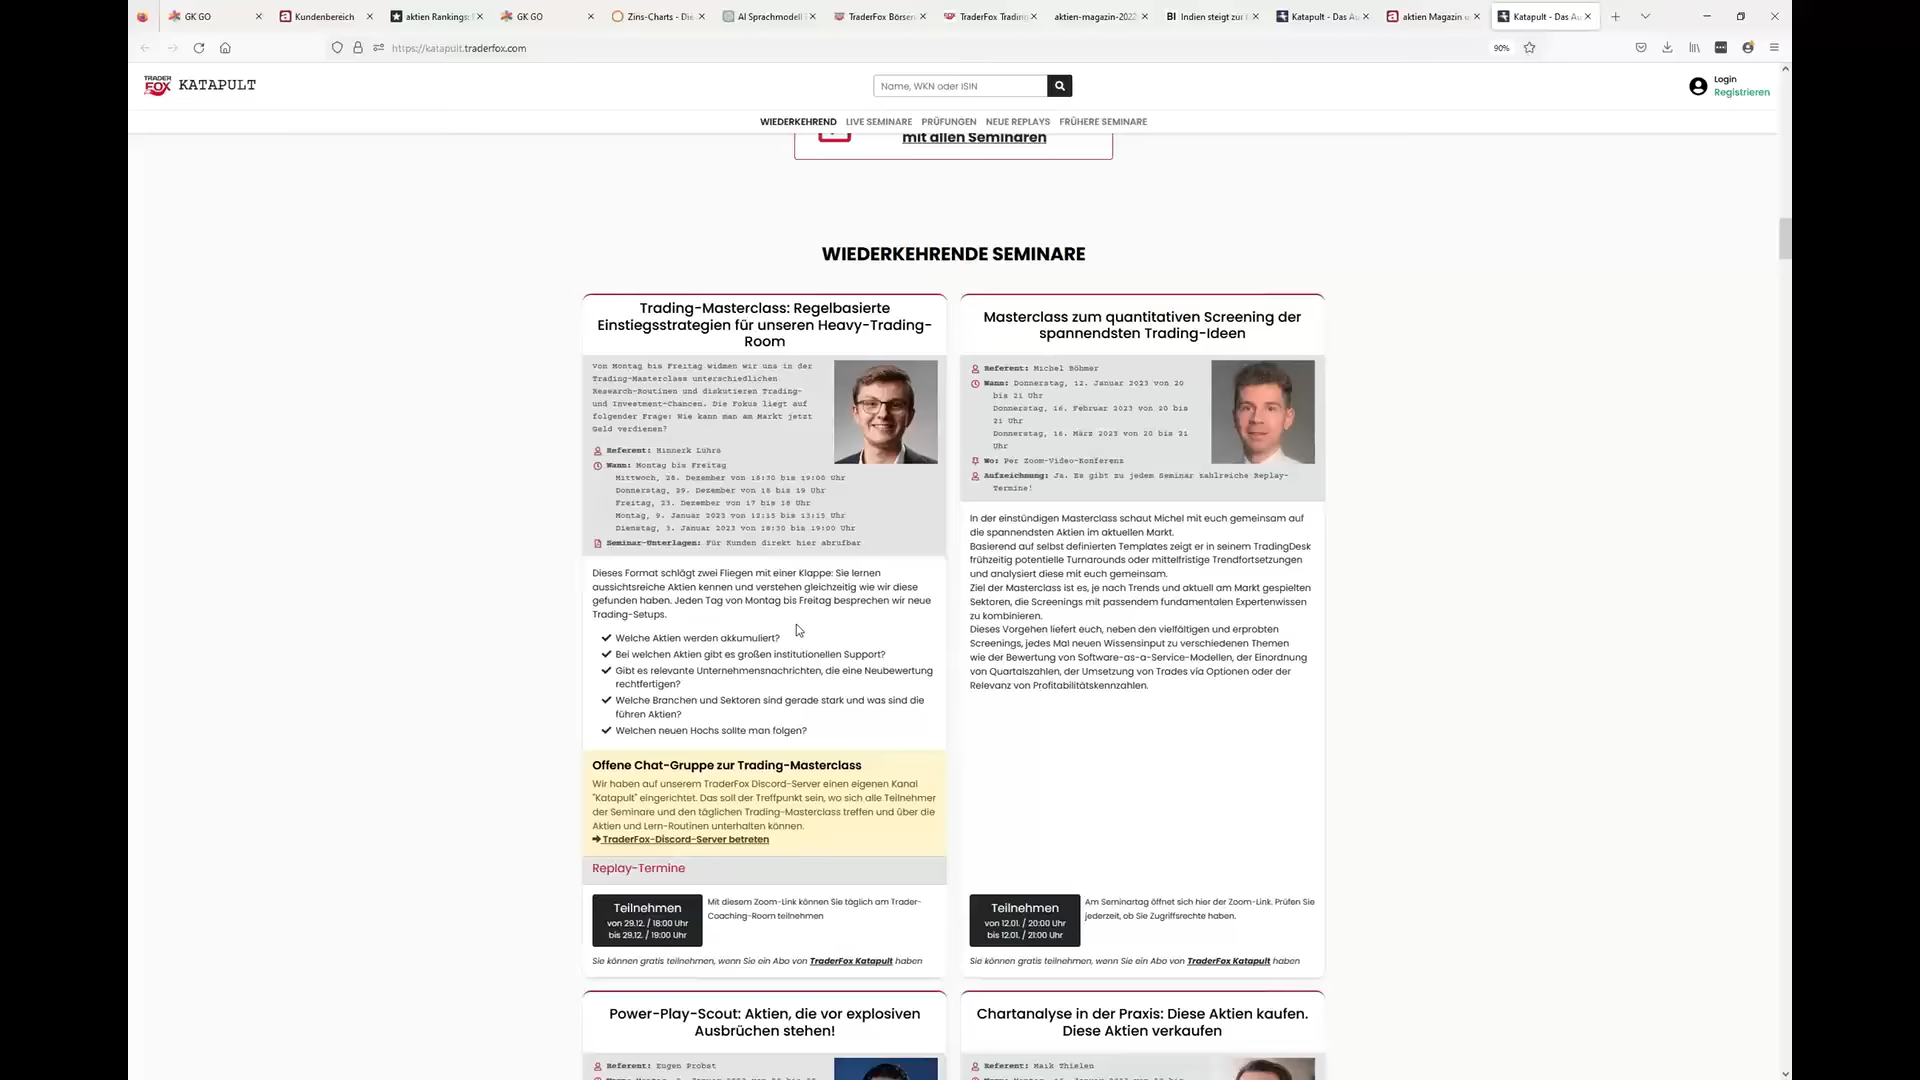 GK GO
Kundenbereich
aktien Rankings:
GK GO
Zins-Charts - Die
AI Sprachmodell
TraderFox Börsen
TraderFox Trading
aktien-magazin-202
BI Indien steigt zur
Katapult - Das Au
aktien Magazin
Katapult - Das Au
https://katapult.traderfox.com
90%
TRADER
FOX
KATAPULT
Name, WKN oder ISIN
Login
Registrieren
WIEDERKEHREND LIVE SEMINARE PRÜFUNGEN NEUE REPLAYS FRÜHERE SEMINARE
mit allen Seminaren
WIEDERKEHRENDE SEMINARE
Trading-Masterclass: Regelbasierte
Einstiegsstrategien für unseren Heavy-Trading-
Room
Von Montag bis Freitag widmen wir uns in der
Trading-Masterclass unterschiedlichen
Research-Routinen und diskutieren Trading-
und Investment-Chancen. Die Fokus liegt auf
folgender Frage: Wie kann man am Markt jetzt
Geld verdienen?
Referent: Hinnerk Lührs
Wann: Montag bis Freitag
Mittwoch, 28. Dezember von 18:30 bis 19:00 Uhr
Donnerstag, 29. Dezember von 18 bis 19 Uhr
Freitag, 23. Dezember von 17 bis 18 Uhr
Montag, 9. Januar 2023 von 12:15 bis 13:15 Uhr
Dienstag, 3. Januar 2023 von 18:30 bis 19:00 Uhr
Seminar-Unterlagen: Für Kunden direkt hier abrufbar
Dieses Format schlägt zwei Fliegen mit einer Klappe: Sie lernen
aussichtsreiche Aktien kennen und verstehen gleichzeitig wie wir diese
gefunden haben. Jeden Tag von Montag bis Freitag besprechen wir neue
Trading-Setups.
Welche Aktien werden akkumuliert?
Bei welchen Aktien gibt es großen institutionellen Support?
Gibt es relevante Unternehmensnachrichten, die eine Neubewertung
rechtfertigen?
Welche Branchen und Sektoren sind gerade stark und was sind die
führen Aktien?
Welchen neuen Hochs sollte man folgen?
Offene Chat-Gruppe zur Trading-Masterclass
Wir haben auf unserem TraderFox Discord-Server einen eigenen Kanal
"Katapult" eingerichtet. Das soll der Treffpunkt sein, wo sich alle Teilnehmer
der Seminare und den täglichen Trading-Masterclass treffen und über die
Aktien und Lern-Routinen unterhalten können.
TraderFox-Discord-Server betreten
Replay-Termine
Teilnehmen
von 29.12. / 18:00 Uhr
bis 29.12. / 19:00 Uhr
Mit diesem Zoom-Link können Sie täglich am Trader-
Coaching-Room teilnehmen
Sie können gratis teilnehmen, wenn Sie ein Abo von TraderFox Katapult haben
Masterclass zum quantitativen Screening der
spannendsten Trading-Ideen
Referent: Michel Böhmer
Wann: Donnerstag, 12. Januar 2023 von 20
bis 21 Uhr
Donnerstag, 16. Februar 2023 von 20 bis
21 Uhr
Donnerstag, 16. März 2023 von 20 bis 21
Uhr
Wo: Per Zoom-Video-Konferenz
Aufzeichnung: Ja. Es gibt zu jedem Seminar zahlreiche Replay-
Termine!
In der einstündigen Masterclass schaut Michel mit euch gemeinsam auf
die spannendsten Aktien im aktuellen Markt.
Basierend auf selbst definierten Templates zeigt er in seinem TradingDesk
frühzeitig potentielle Turnarounds oder mittelfristige Trendfortsetzungen
und analysiert diese mit euch gemeinsam.
Ziel der Masterclass ist es, je nach Trends und aktuell am Markt gespielten
Sektoren, die Screenings mit passendem fundamentalen Expertenwissen
zu kombinieren.
Dieses Vorgehen liefert euch, neben den vielfältigen und erprobten
Screenings, jedes Mal neuen Wissensinput zu verschiedenen Themen
wie der Bewertung von Software-as-a-Service-Modellen, der Einordnung
von Quartalszahlen, der Umsetzung von Trades via Optionen oder der
Relevanz von Profitabilitätskennzahlen.
Teilnehmen
von 12.01. / 20:00 Uhr
bis 12.01. / 21:00 Uhr
Am Seminartag öffnet sich hier der Zoom-Link. Prüfen Sie
jederzeit, ob Sie Zugriffsrechte haben.
Sie können gratis teilnehmen, wenn Sie ein Abo von TraderFox Katapult haben
Power-Play-Scout: Aktien, die vor explosiven
Ausbrüchen stehen!
Referent: Eugen Probst
Chartanalyse in der Praxis: Diese Aktien kaufen.
Diese Aktien verkaufen
Referent: Maik Thielen